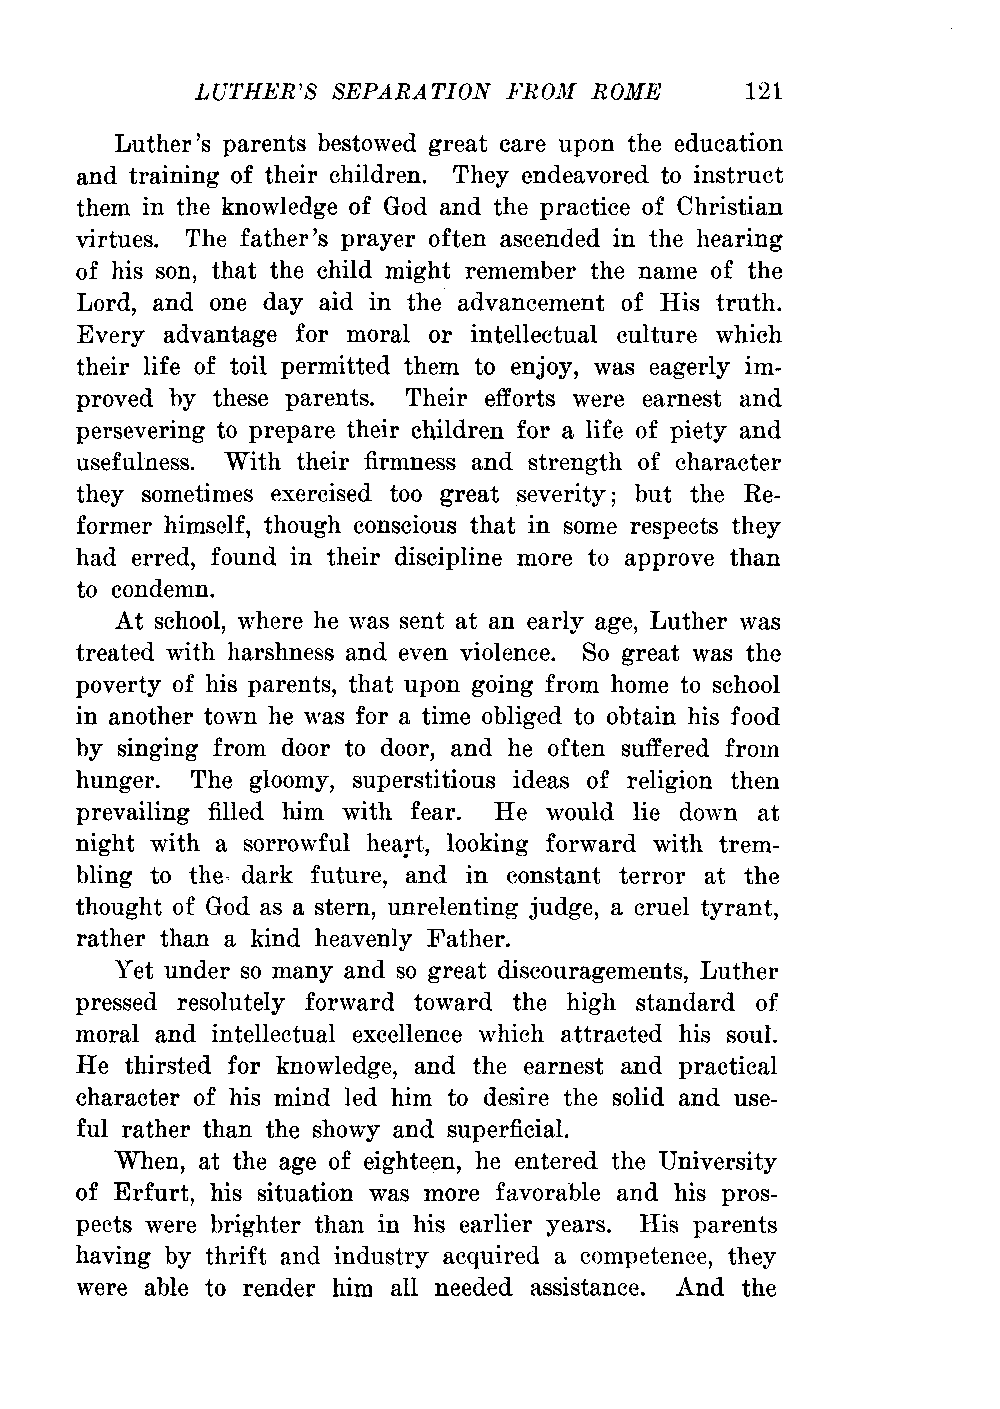 LUTHER'S SEPARATION FROM ROME 121
Luther's parents bestowed great care upon the education
and training of their children. They endeavored to instruct
them in the knowledge of God and the practice of Christian
virtues. The father's prayer often ascended in the hearing
of his son, that the child might remember the name of the
Lord, and one day aid in the advancement of His truth.
Every advantage for moral or intellectual culture which
their life of toil permitted them to enjoy, was eagerly im-
proved by these parents. Their efforts were earnest and
persevering to prepare their children for a life of piety and
usefulness. With their firmness and strength of character
they sometimes exercised too great severity; but the Re-
former himself, though conscious that in some respects they
had erred, found in their discipline more to approve than
to condemn.
At school, where he was sent at an early age, Luther was
treated with harshness and even violence. So great was the
poverty of his parents, that upon going from home to school
in another town he was for a time obliged to obtain his food
by singing from door to door, and he often suffered from
hunger. The gloomy, superstitious ideas of religion then
prevailing filled him with fear. He would lie down at
night with a sorrowful heart, looking forward with trem-
bling to the dark future, and in constant terror at the
thought of God as a stern, unrelenting judge, a cruel tyrant,
rather than a kind heavenly Father.
Yet under so many and so great discouragements, Luther
pressed resolutely forward toward the high standard of
moral and intellectual excellence which attracted his soul.
He thirsted for knowledge, and the earnest and practical
character of his mind led him to desire the solid and use-
ful rather than the showy and superficial.
When, at the age of eighteen, he entered the University
of Erfurt, his situation was more favorable and his pros-
pects were brighter than in his earlier years. His parents
having by thrift and industry acquired a competence, they
were able to render him all needed assistance. And the